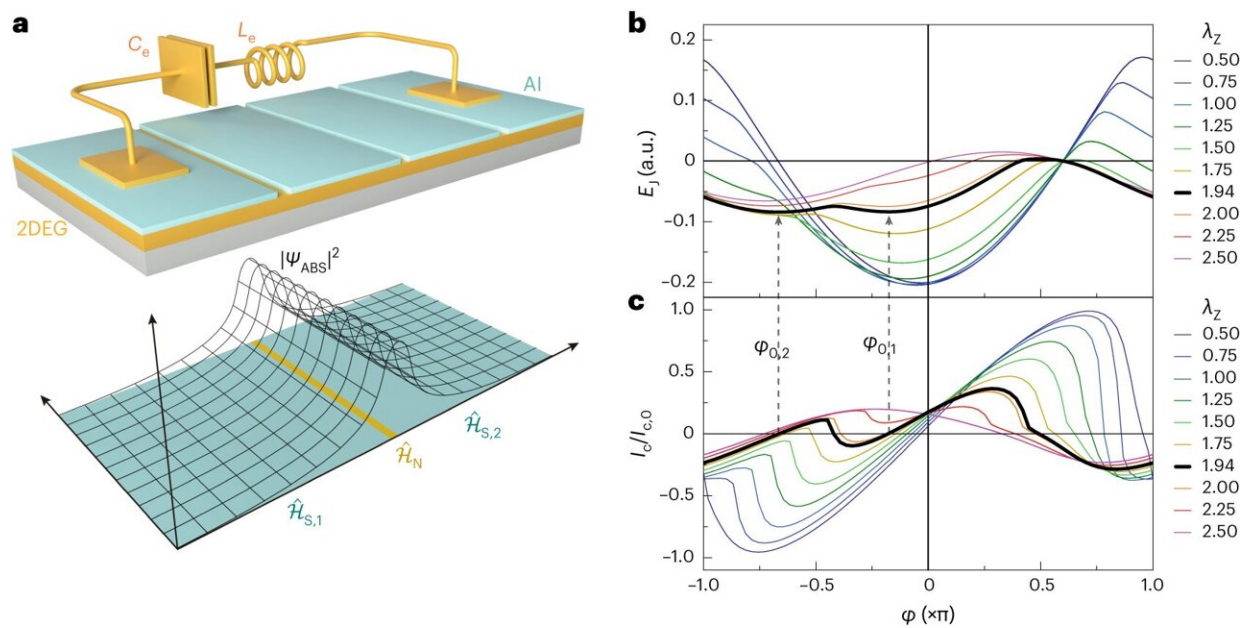 a
C_e
L_e
Al
2DEG
|Ψ_ABS|²
Ĥ_S,2
Ĥ_N
Ĥ_S,1
b
0.2
0.1
0
−0.1
−0.2
E_J (a.u.)
λ_Z
0.50
0.75
1.00
1.25
1.50
1.75
1.94
2.00
2.25
2.50
c
1.0
0.5
0
−0.5
−1.0
I_c/I_c,0
φ_0,2
φ_0,1
λ_Z
0.50
0.75
1.00
1.25
1.50
1.75
1.94
2.00
2.25
2.50
−1.0
−0.5
0
0.5
1.0
φ (×π)